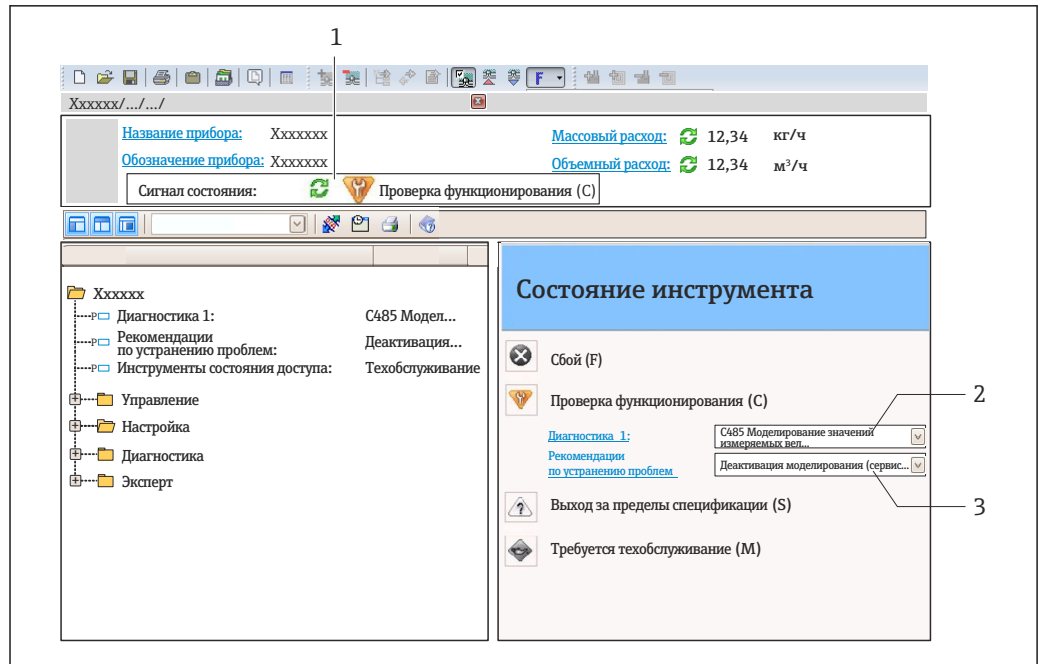 1
F
Xxxxxx/.../.../
Название прибора: Xxxxxxx
Массовый расход: 12,34 кг/ч
Обозначение прибора: Xxxxxxx
Объемный расход: 12,34 м³/ч
Сигнал состояния: Проверка функционирования (C)
Xxxxxx
P Диагностика 1: C485 Модел...
P Рекомендации
по устранению проблем: Деактивация...
P Инструменты состояния доступа: Техобслуживание
Управление
Настройка
Диагностика
Эксперт
Состояние инструмента
Сбой (F)
Проверка функционирования (C)
2
Диагностика 1: C485 Моделирование значений
измеряемых вел...
Рекомендации
по устранению проблем Деактивация моделирования (сервис...
Выход за пределы спецификации (S)
3
Требуется техобслуживание (M)